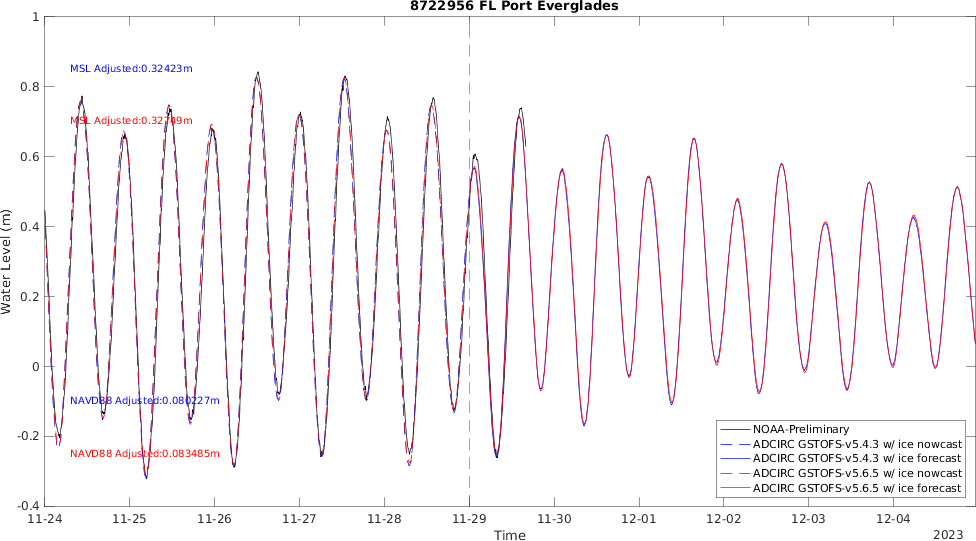 8722956 FL Port Everglades
1
0.8
0.6
0.4
0.2
0
-0.2
-0.4
Water Level (m)
MSL Adjusted:0.32423m
MSL Adjusted:0.32749m
NAVD88 Adjusted:0.080227m
NAVD88 Adjusted:0.083485m
NOAA-Preliminary
ADCIRC GSTOFS-v5.4.3 w/ ice nowcast
ADCIRC GSTOFS-v5.4.3 w/ ice forecast
ADCIRC GSTOFS-v5.6.5 w/ ice nowcast
ADCIRC GSTOFS-v5.6.5 w/ ice forecast
11-24 11-25 11-26 11-27 11-28 11-29 11-30 12-01 12-02 12-03 12-04
Time
2023